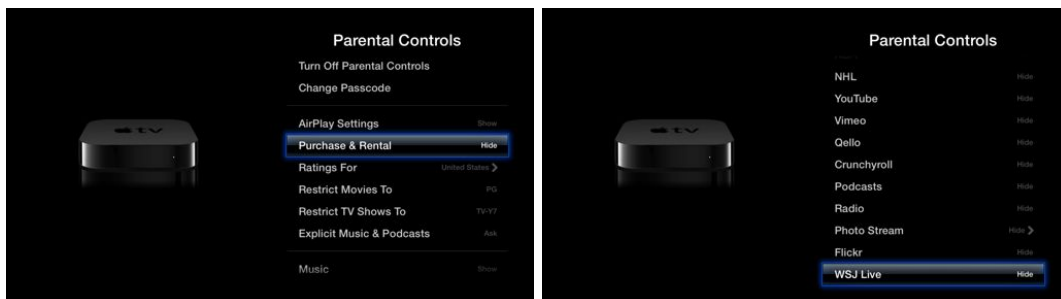 Parental Controls
Turn Off Parental Controls
Change Passcode
AirPlay Settings Show
Purchase & Rental Hide
Ratings For United States
Restrict Movies To PG
Restrict TV Shows To TV-Y7
Explicit Music & Podcasts Ask
Music Show
tv
Parental Controls
NHL Hide
YouTube Hide
Vimeo Hide
Qello Hide
Crunchyroll Hide
Podcasts Hide
Radio Hide
Photo Stream Hide
Flickr Hide
WSJ Live Hide
tv